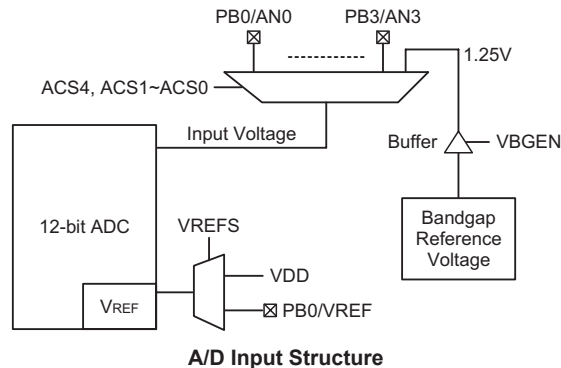 PB0/AN0 PB3/AN3
1.25V
ACS4, ACS1~ACS0
Input Voltage
Buffer VBGEN
12-bit ADC
Bandgap
Reference
Voltage
VREFS
VDD
VREF
PB0/VREF
A/D Input Structure